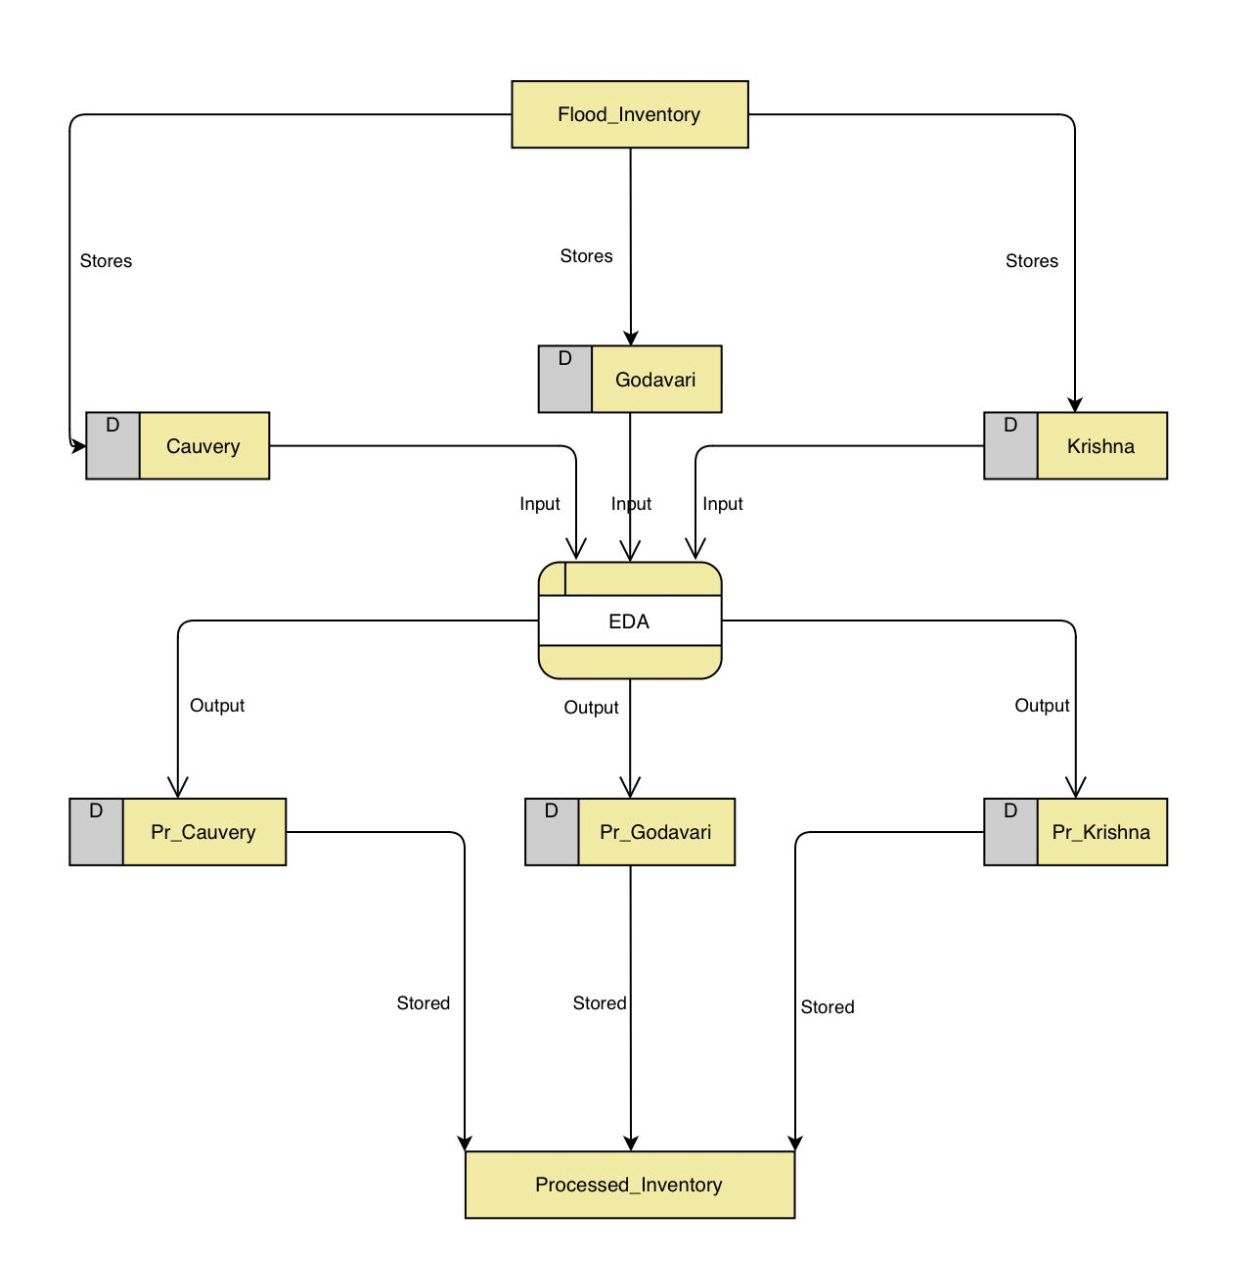 Flood_Inventory
Stores
Stores
Stores
D
Godavari
D
Cauvery
D
Krishna
Input
Input
Input
EDA
Output
Output
Output
D
Pr_Cauvery
D
Pr_Godavari
D
Pr_Krishna
Stored
Stored
Stored
Processed_Inventory